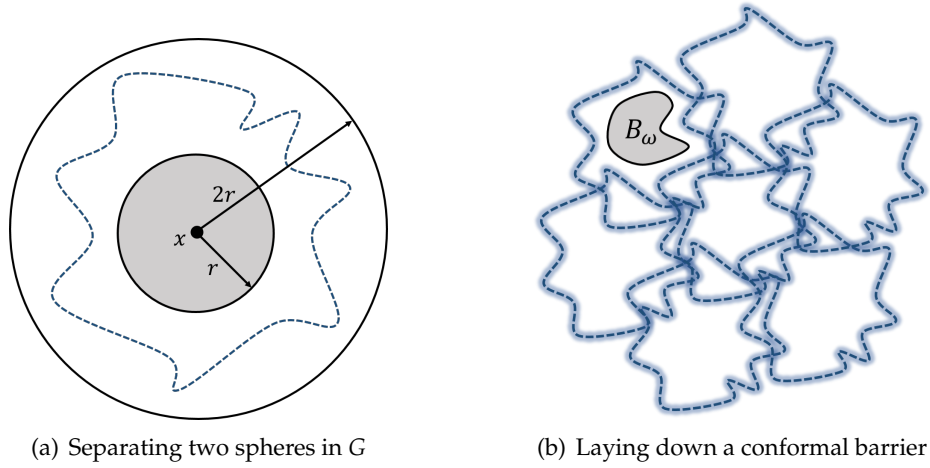 2r
x
r
B_ω
(a) Separating two spheres in G
(b) Laying down a conformal barrier